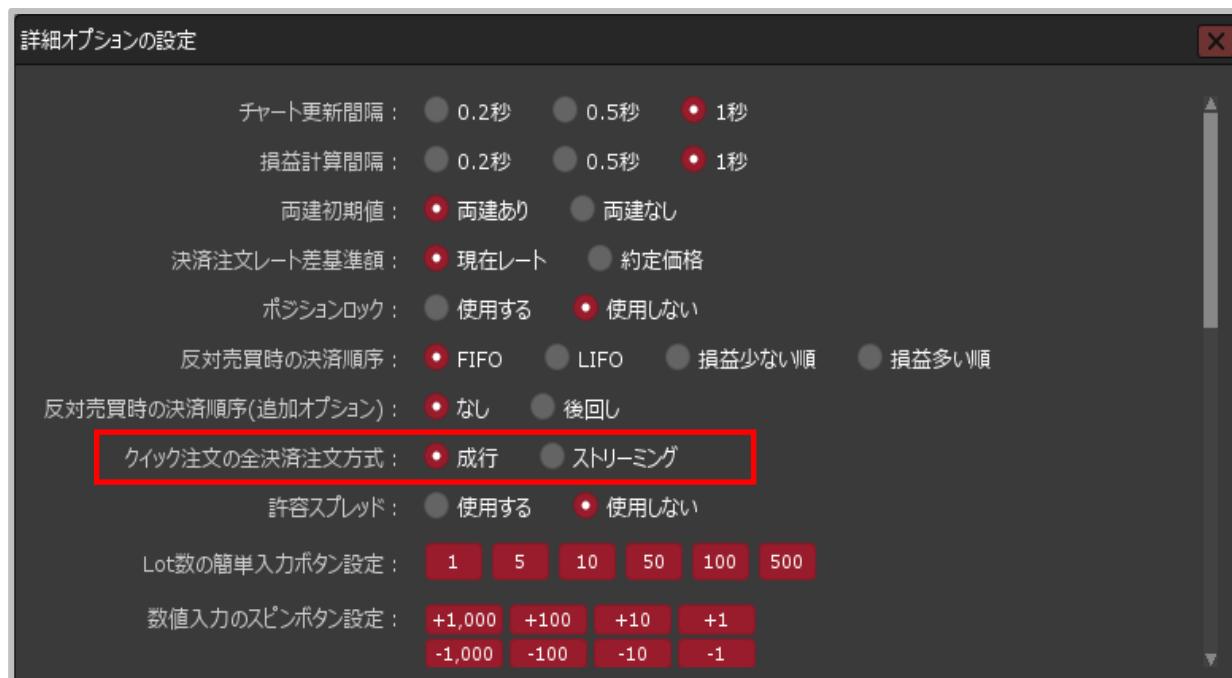 詳細オプションの設定
チャート更新間隔： 0.2秒 0.5秒 1秒
損益計算間隔： 0.2秒 0.5秒 1秒
両建初期値： 両建あり 両建なし
決済注文レート差基準額： 現在レート 約定価格
ポジションロック： 使用する 使用しない
反対売買時の決済順序： FIFO LIFO 損益少ない順 損益多い順
反対売買時の決済順序(追加オプション)： なし 後回し
クイック注文の全決済注文方式： 成行 ストリーミング
許容スプレッド： 使用する 使用しない
Lot数の簡単入力ボタン設定： 1 5 10 50 100 500
数値入力のスピンボタン設定： +1,000 +100 +10 +1
-1,000 -100 -10 -1